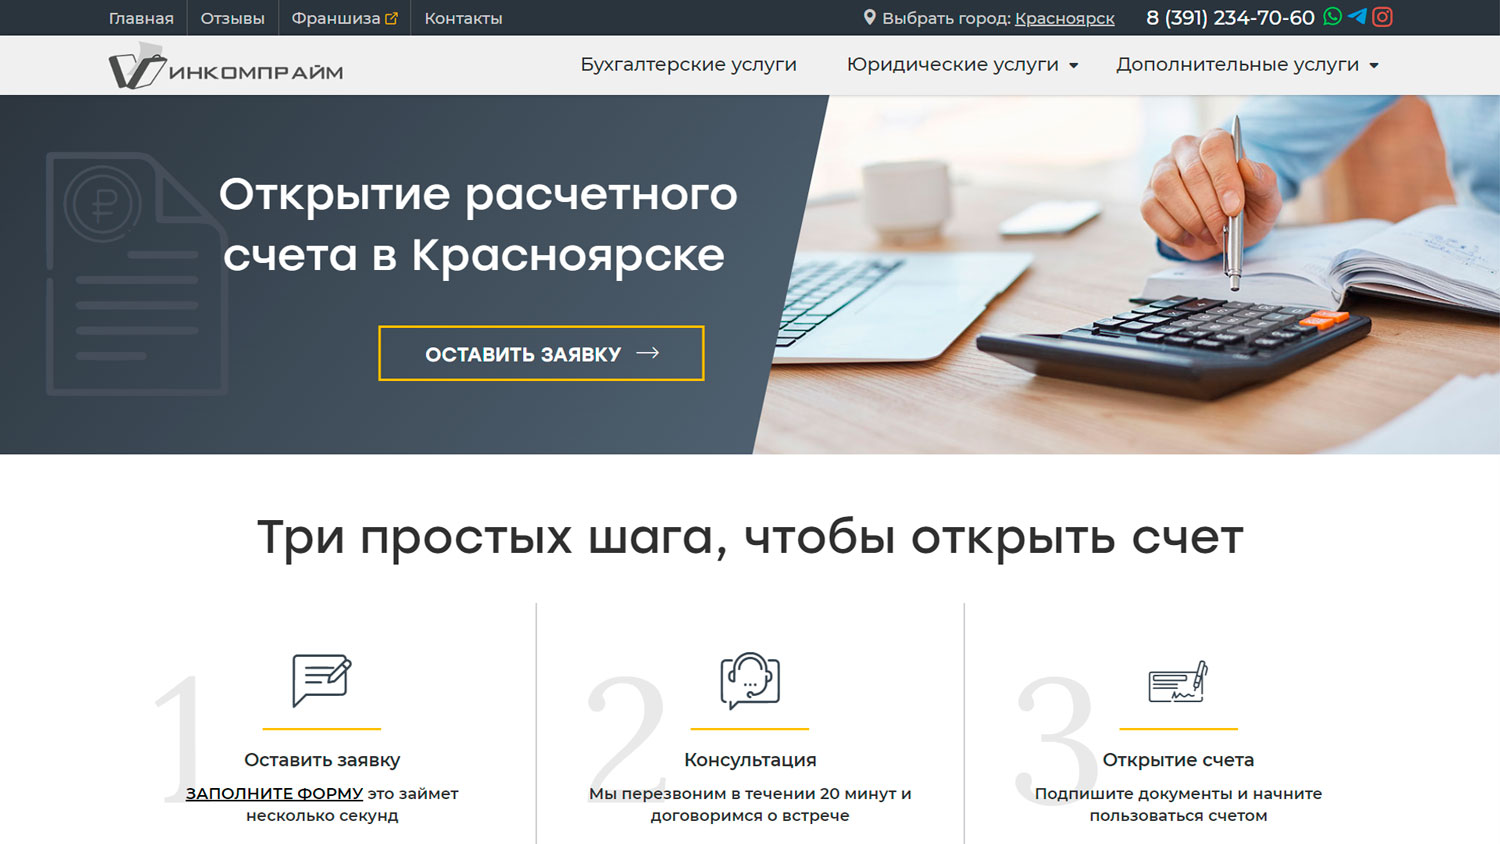 Главная
Отзывы
Франшиза
Контакты
Выбрать город: Красноярск
8 (391) 234-70-60
ИНКОМПРАЙМ
Бухгалтерские услуги
Юридические услуги
Дополнительные услуги
Открытие расчетного
счета в Красноярске
ОСТАВИТЬ ЗАЯВКУ
Три простых шага, чтобы открыть счет
1
Оставить заявку
ЗАПОЛНИТЕ ФОРМУ это займет
несколько секунд
2
Консультация
Мы перезвоним в течении 20 минут и
договоримся о встрече
3
Открытие счета
Подпишите документы и начните
пользоваться счетом